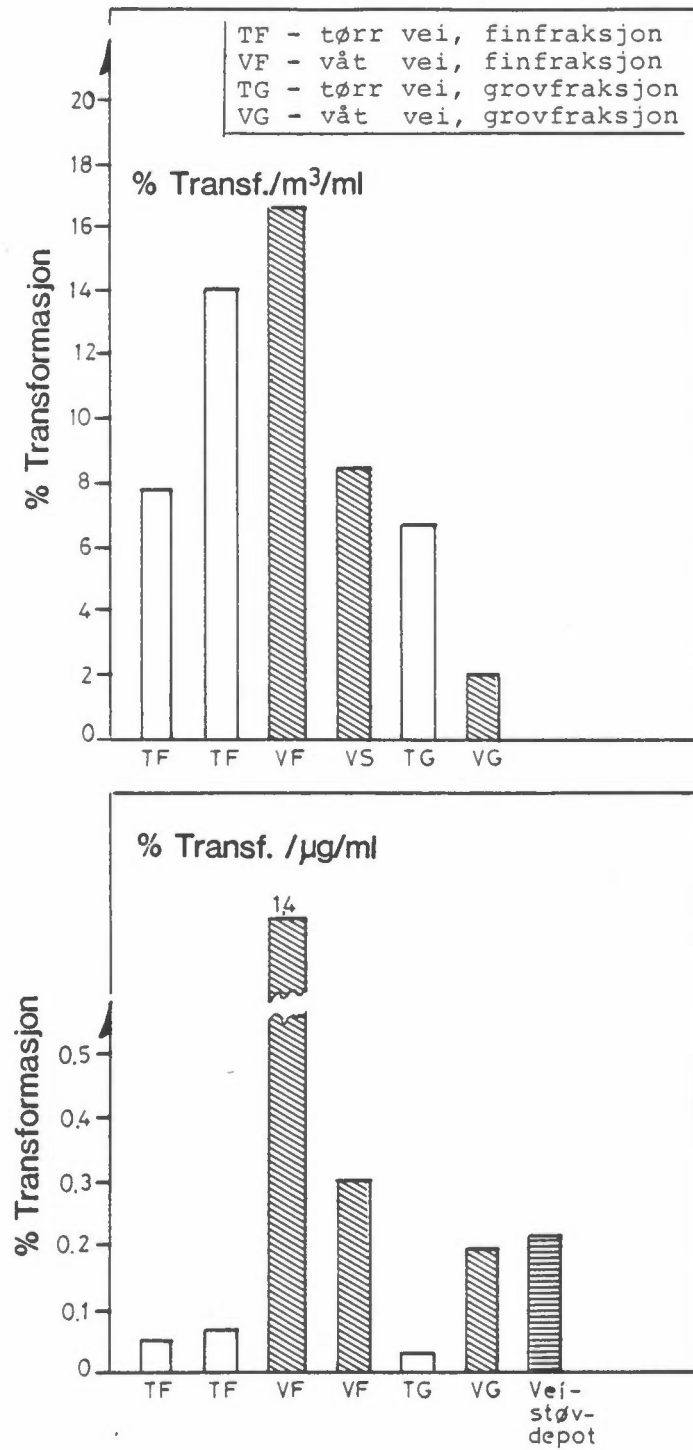 TF - tørr vei, finfraksjon
VF - våt vei, finfraksjon
TG - tørr vei, grovfraksjon
VG - våt vei, grovfraksjon
% Transf./m³/ml
% Transformasjon
20
18
16
14
12
10
8
6
4
2
0
TF TF VF VS TG VG
% Transf. /µg/ml
% Transformasjon
1,4
0.5
0.4
0.3
0.2
0.1
0
TF TF VF VF TG VG Vei-
støv-
depot